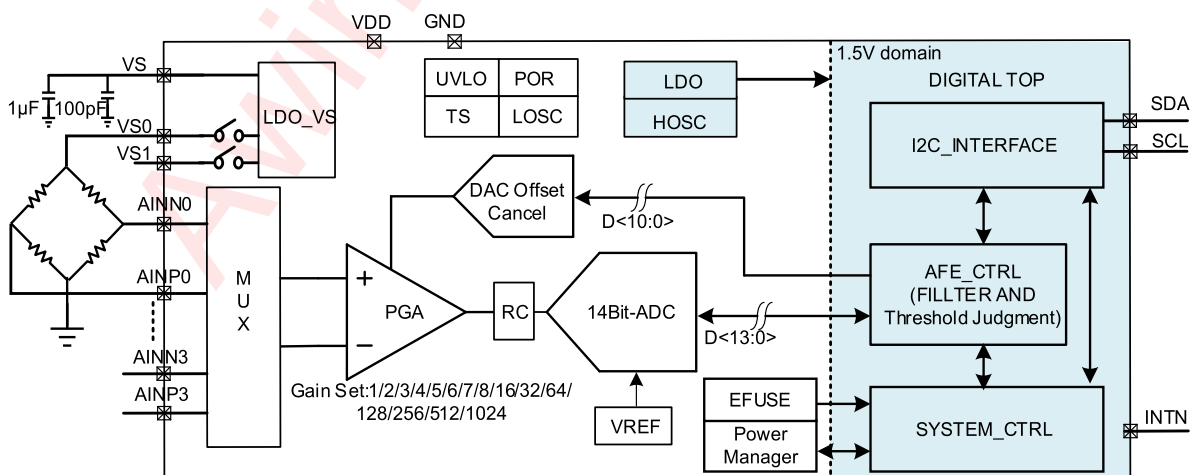 VDD
GND
VS
1μF
100pF
VS0
VS1
LDO_VS
UVLO
POR
TS
LOSC
LDO
HOSC
1.5V domain
DIGITAL TOP
I2C_INTERFACE
SDA
SCL
DAC Offset
Cancel
D<10:0>
AINN0
AINP0
AINN3
AINP3
M
U
X
+
PGA
−
RC
14Bit-ADC
D<13:0>
AFE_CTRL
(FILLTER AND
Threshold Judgment)
Gain Set:1/2/3/4/5/6/7/8/16/32/64/
128/256/512/1024
VREF
EFUSE
Power
Manager
SYSTEM_CTRL
INTN